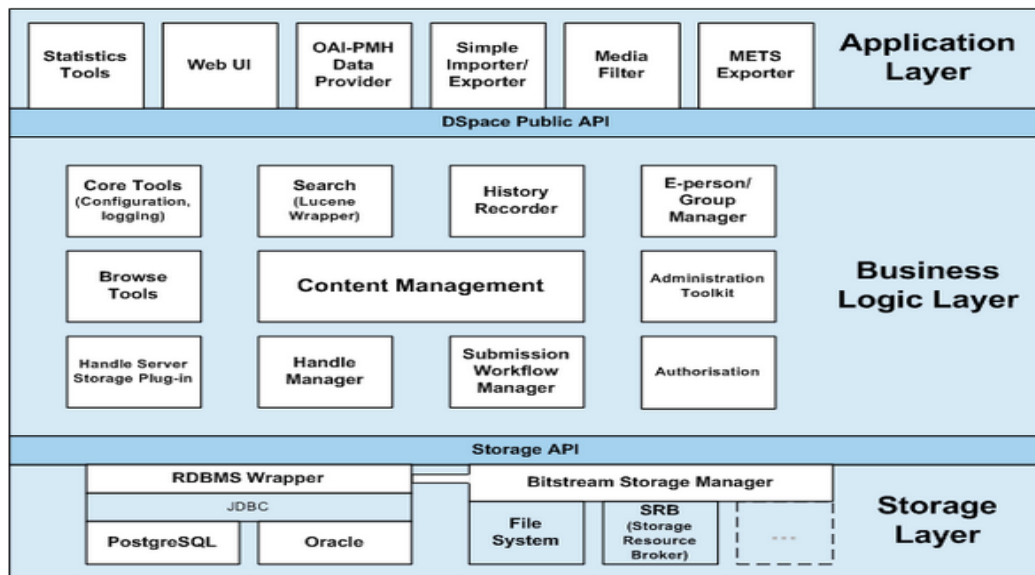 Statistics
Tools
Web UI
OAI-PMH
Data
Provider
Simple
Importer/
Exporter
Media
Filter
METS
Exporter
Application
Layer
DSpace Public API
Core Tools
(Configuration,
logging)
Search
(Lucene
Wrapper)
History
Recorder
E-person/
Group
Manager
Browse
Tools
Content Management
Administration
Toolkit
Business
Logic Layer
Handle Server
Storage Plug-in
Handle
Manager
Submission
Workflow
Manager
Authorisation
Storage API
RDBMS Wrapper
JDBC
PostgreSQL
Oracle
Bitstream Storage Manager
File
System
SRB
(Storage
Resource
Broker)
...
Storage
Layer